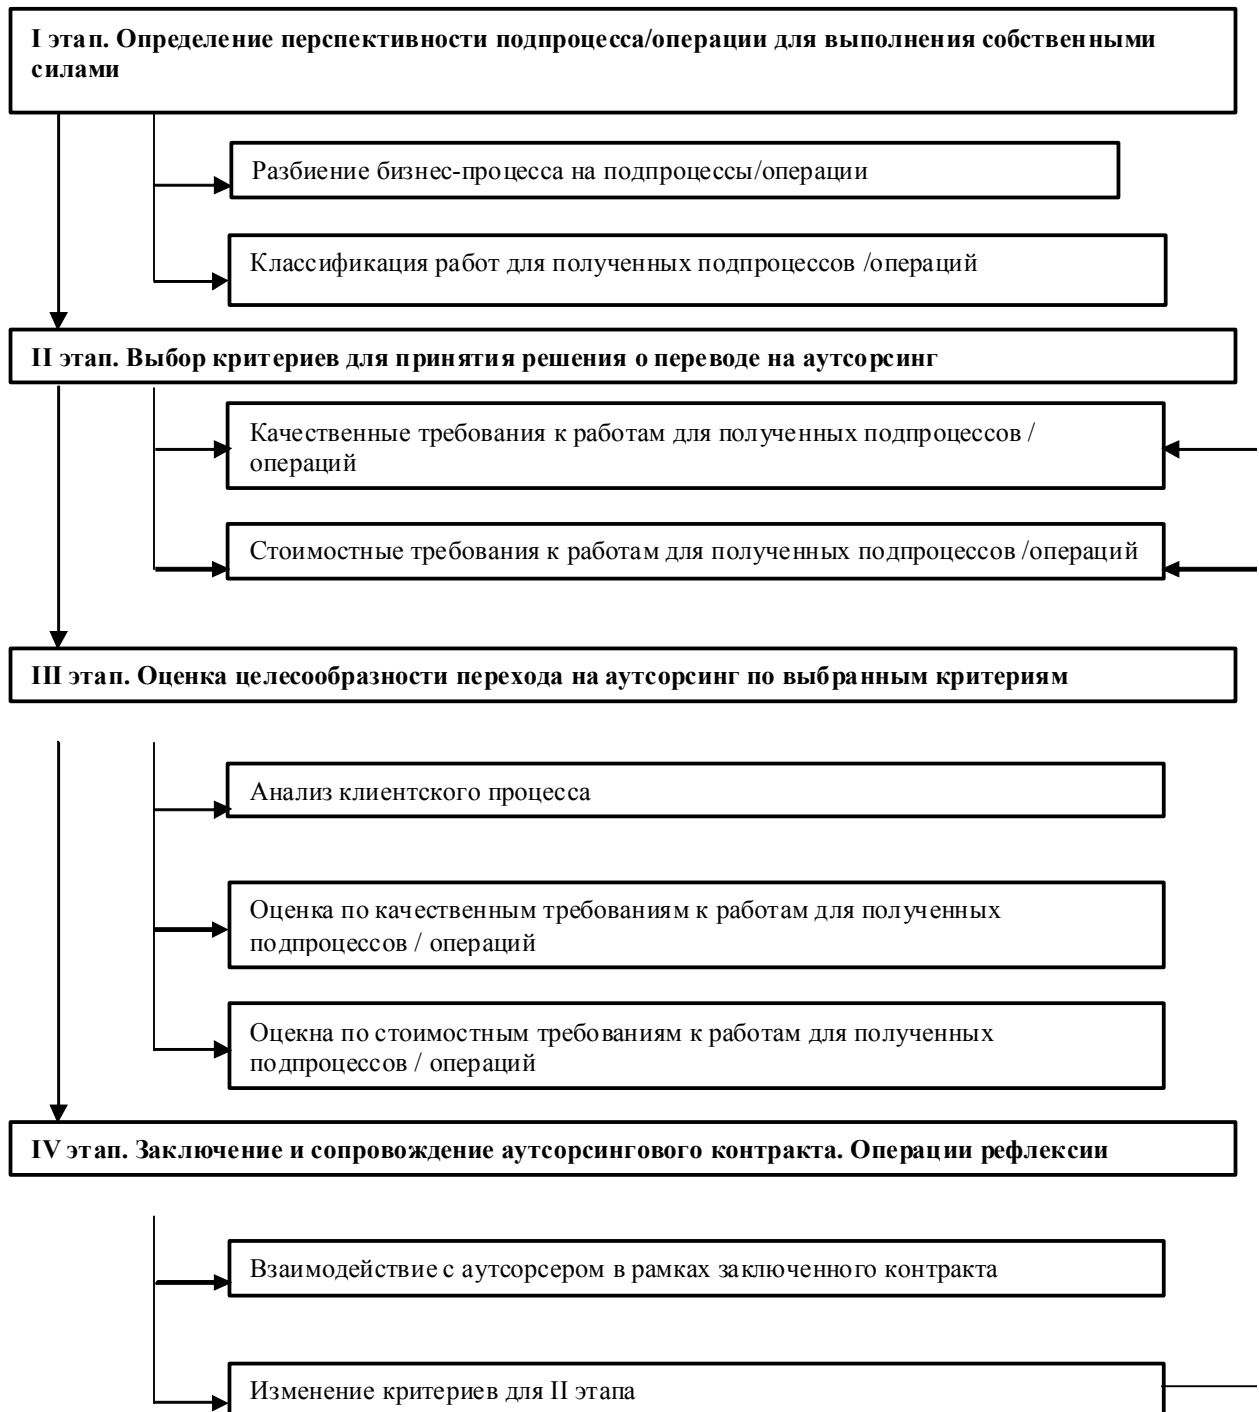 I этап. Определение перспективности подпроцесса/операции для выполнения собственными
силами
Разбиение бизнес-процесса на подпроцессы/операции
Классификация работ для полученных подпроцессов /операций
II этап. Выбор критериев для принятия решения о переводе на аутсорсинг
Качественные требования к работам для полученных подпроцессов /
операций
Стоимостные требования к работам для полученных подпроцессов /операций
III этап. Оценка целесообразности перехода на аутсорсинг по выбранным критериям
Анализ клиентского процесса
Оценка по качественным требованиям к работам для полученных
подпроцессов / операций
Оцекна по стоимостным требованиям к работам для полученных
подпроцессов / операций
IV этап. Заключение и сопровождение аутсорсингового контракта. Операции рефлексии
Взаимодействие с аутсорсером в рамках заключенного контракта
Изменение критериев для II этапа